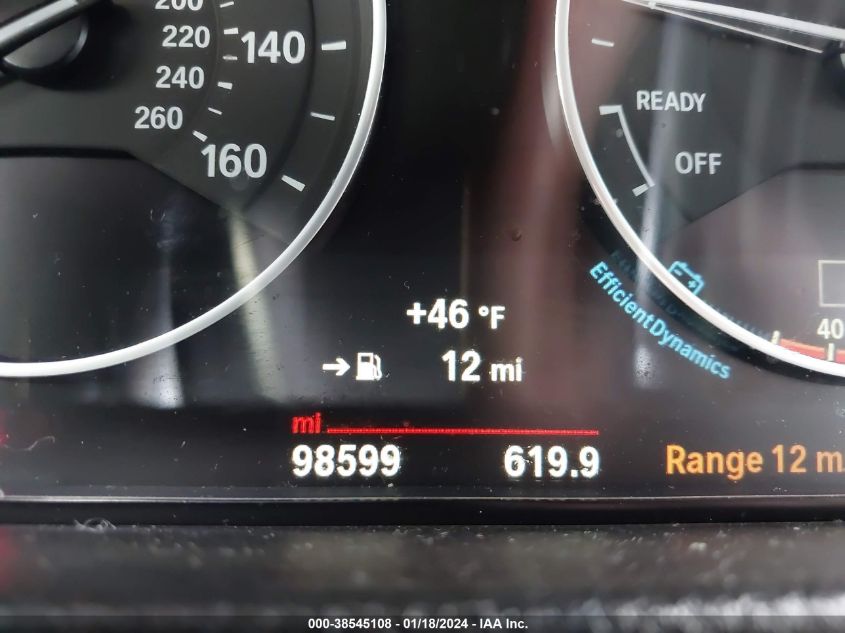 200
220
140
240
260
160
READY
OFF
+46 °F
12 mi
EfficientDynamics
40
mi
98599
619.9
Range 12 m
000-38545108 - 01/18/2024 - IAA Inc.